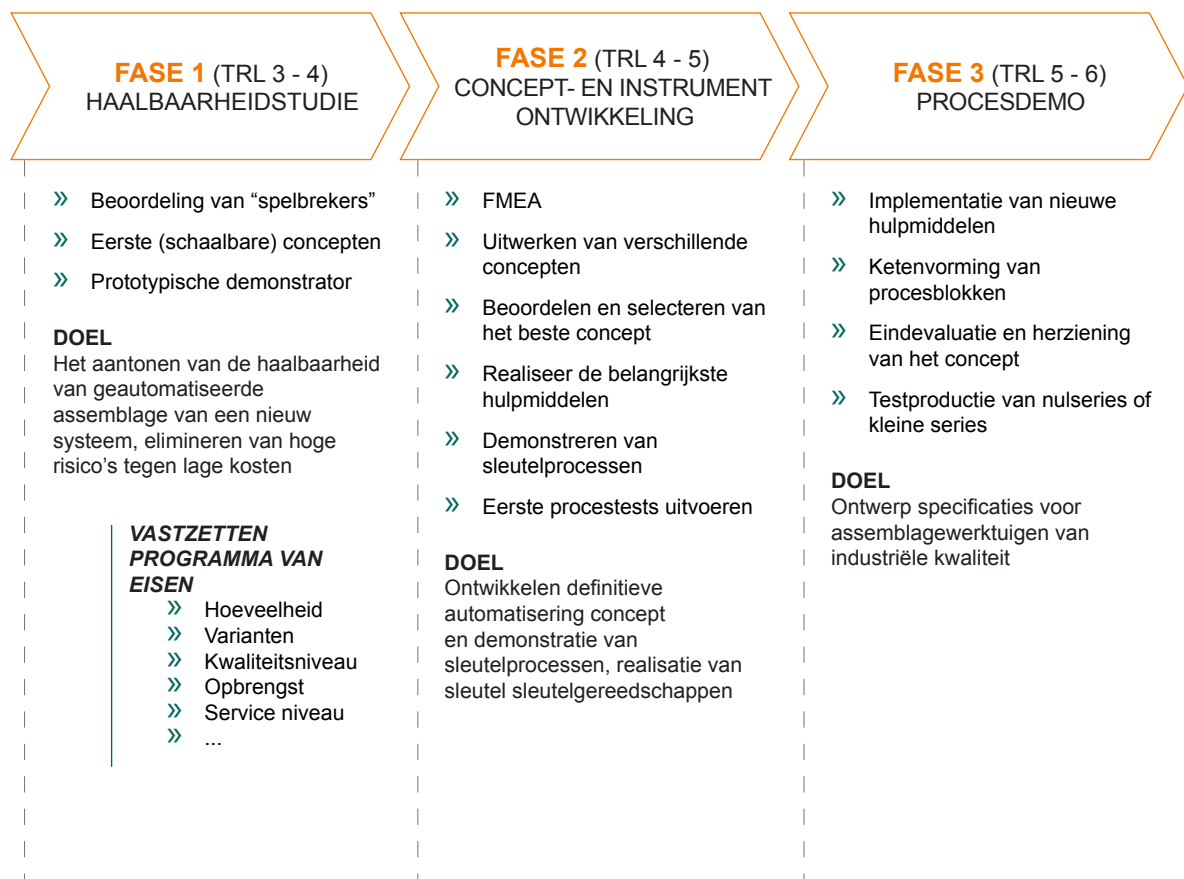 FASE 1 (TRL 3 - 4)
HAALBAARHEIDSTUDIE
» Beoordeling van “spelbrekers”
» Eerste (schaalbare) concepten
» Prototypische demonstrator
DOEL
Het aantonen van de haalbaarheid
van geautomatiseerde
assemblage van een nieuw
systeem, elimineren van hoge
risico’s tegen lage kosten
VASTZETTEN
PROGRAMMA VAN
EISEN
» Hoeveelheid
» Varianten
» Kwaliteitsniveau
» Opbrengst
» Service niveau
» ...
FASE 2 (TRL 4 - 5)
CONCEPT- EN INSTRUMENT
ONTWIKKELING
» FMEA
» Uitwerken van verschillende
concepten
» Beoordelen en selecteren van
het beste concept
» Realiseer de belangrijkste
hulpmiddelen
» Demonstreren van
sleutelprocessen
» Eerste procestests uitvoeren
DOEL
Ontwikkelen definitieve
automatisering concept
en demonstratie van
sleutelprocessen, realisatie van
sleutel sleutelgereedschappen
FASE 3 (TRL 5 - 6)
PROCESDEMO
» Implementatie van nieuwe
hulpmiddelen
» Ketenvorming van
procesblokken
» Eindevaluatie en herziening
van het concept
» Testproductie van nulseries of
kleine series
DOEL
Ontwerp specificaties voor
assemblagewerktuigen van
industriële kwaliteit